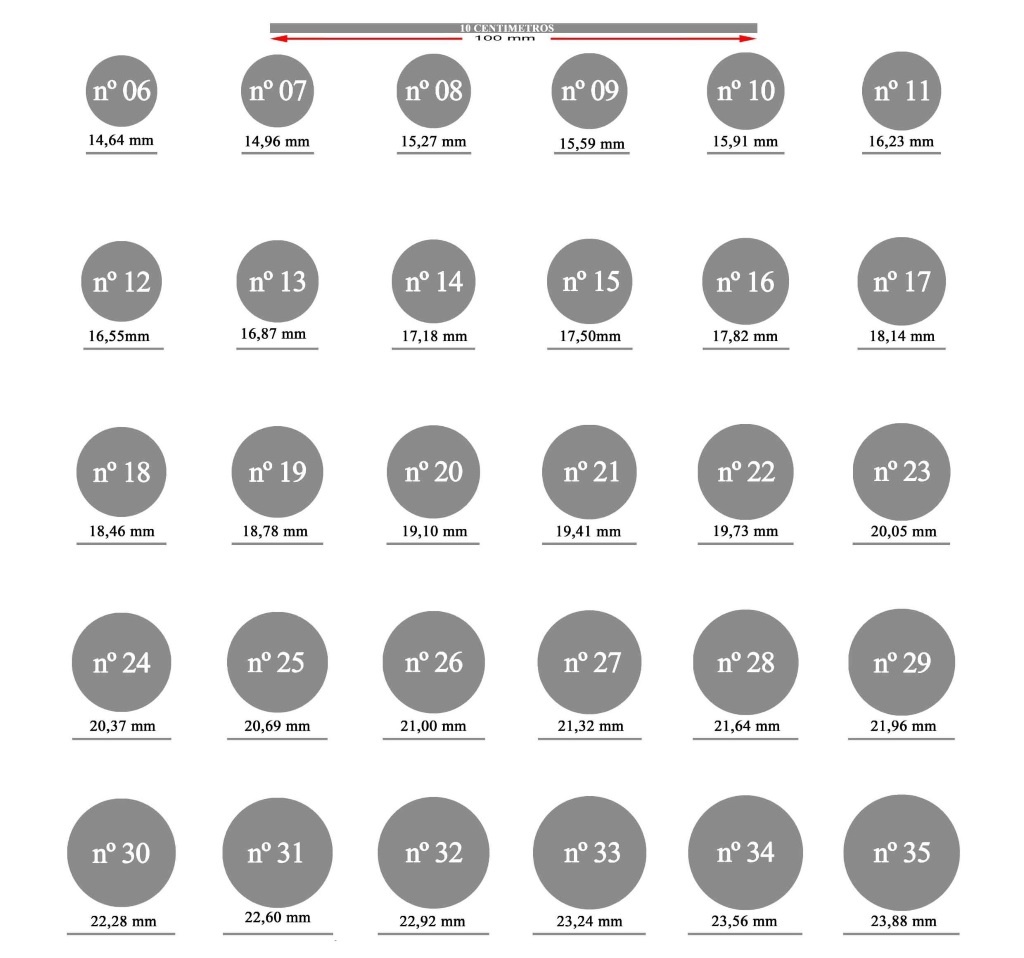 10 CENTIMETROS
100 mm
nº 06 nº 07 nº 08 nº 09 nº 10 nº 11
14,64 mm 14,96 mm 15,27 mm 15,59 mm 15,91 mm 16,23 mm
nº 12 nº 13 nº 14 nº 15 nº 16 nº 17
16,55mm 16,87 mm 17,18 mm 17,50mm 17,82 mm 18,14 mm
nº 18 nº 19 nº 20 nº 21 nº 22 nº 23
18,46 mm 18,78 mm 19,10 mm 19,41 mm 19,73 mm 20,05 mm
nº 24 nº 25 nº 26 nº 27 nº 28 nº 29
20,37 mm 20,69 mm 21,00 mm 21,32 mm 21,64 mm 21,96 mm
nº 30 nº 31 nº 32 nº 33 nº 34 nº 35
22,28 mm 22,60 mm 22,92 mm 23,24 mm 23,56 mm 23,88 mm